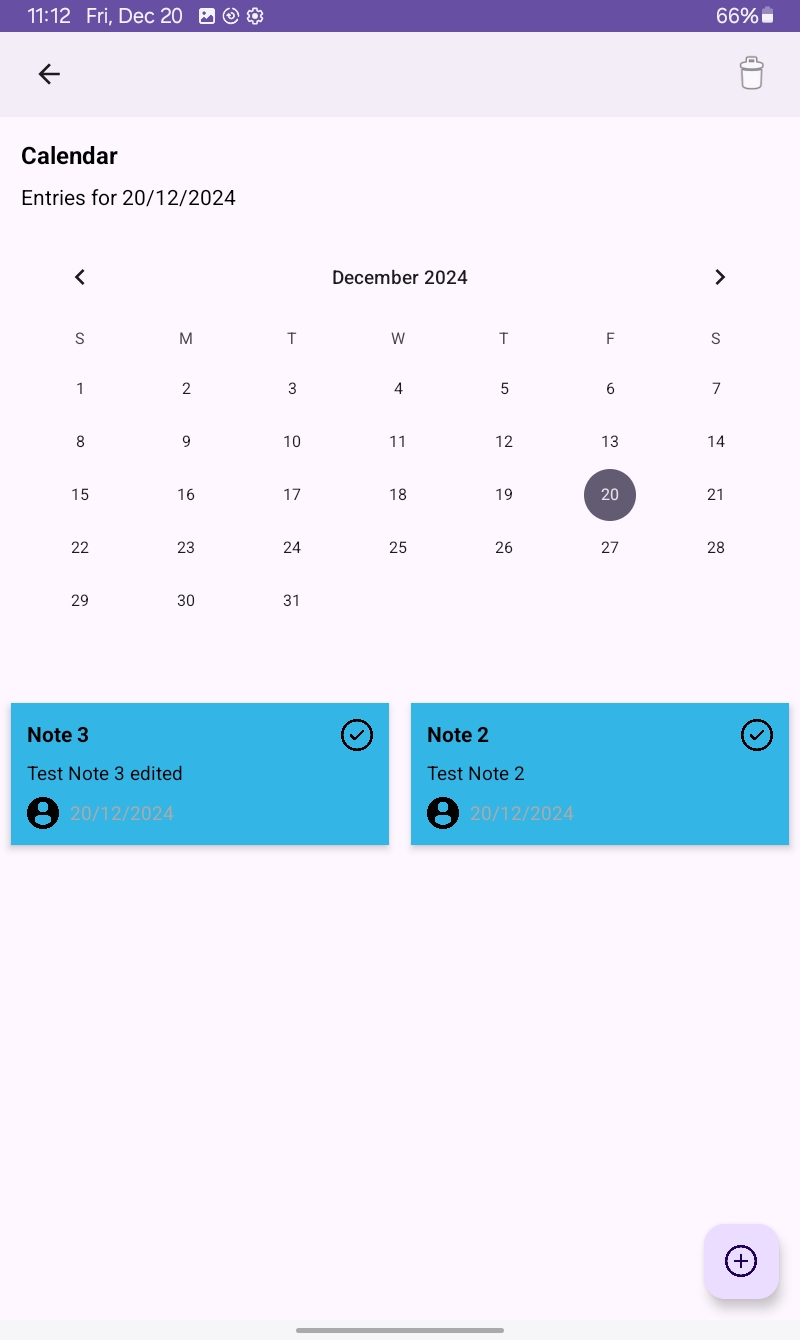 11:12 Fri, Dec 20 66%
Calendar
Entries for 20/12/2024
December 2024
S M T W T F S
1 2 3 4 5 6 7
8 9 10 11 12 13 14
15 16 17 18 19 20 21
22 23 24 25 26 27 28
29 30 31
Note 3
Test Note 3 edited
20/12/2024
Note 2
Test Note 2
20/12/2024